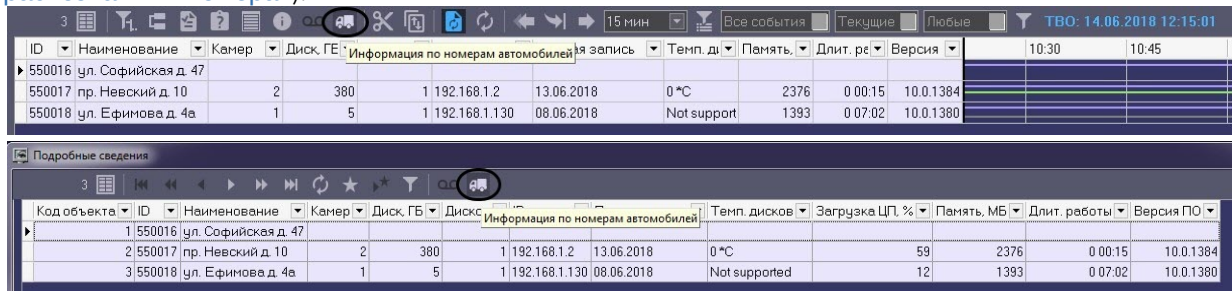 3 15 мин Все события Текущие Любые ТВО: 14.06.2018 12:15:01
ID Наименование Камер Диск, ГЕ ая запись Темп. ди Память, Длит. ра Версия 10:30 10:45
Информация по номерам автомобилей
550016 ул. Софийская д. 47
550017 пр. Невский д. 10 2 380 1 192.168.1.2 13.06.2018 0 *C 2376 0 00:15 10.0.1384
550018 ул. Ефимова д. 4а 1 5 1 192.168.1.130 08.06.2018 Not support 1393 0 07:02 10.0.1380
Подробные сведения
3
Код объекта ID Наименование Камер Диск, ГБ Диско Темп. дисков Загрузка ЦП, % Память, МБ Длит. работы Версия ПО
Информация по номерам автомобилей
1 550016 ул. Софийская д. 47
2 550017 пр. Невский д. 10 2 380 1 192.168.1.2 13.06.2018 0 *C 59 2376 0 00:15 10.0.1384
3 550018 ул. Ефимова д. 4а 1 5 1 192.168.1.130 08.06.2018 Not supported 12 1393 0 07:02 10.0.1380